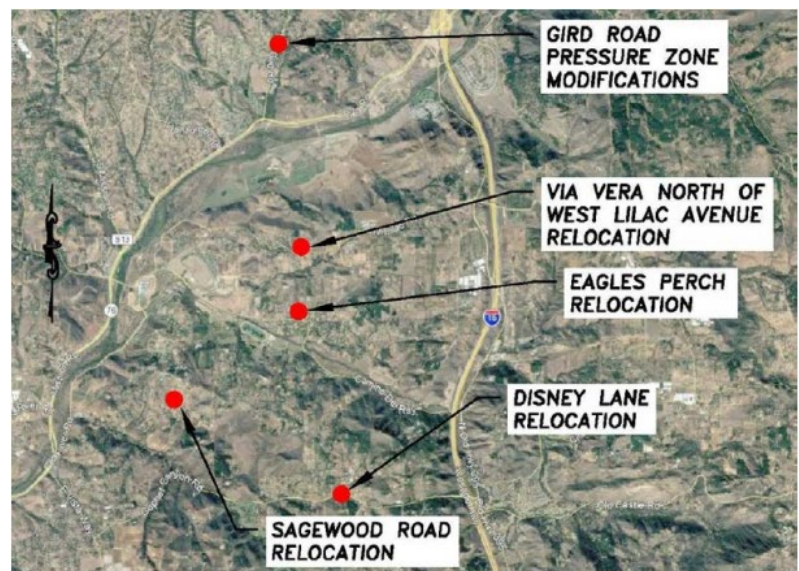 GIRD ROAD
PRESSURE ZONE
MODIFICATIONS
VIA VERA NORTH OF
WEST LILAC AVENUE
RELOCATION
EAGLES PERCH
RELOCATION
15
76
DISNEY LANE
RELOCATION
SAGEWOOD ROAD
RELOCATION